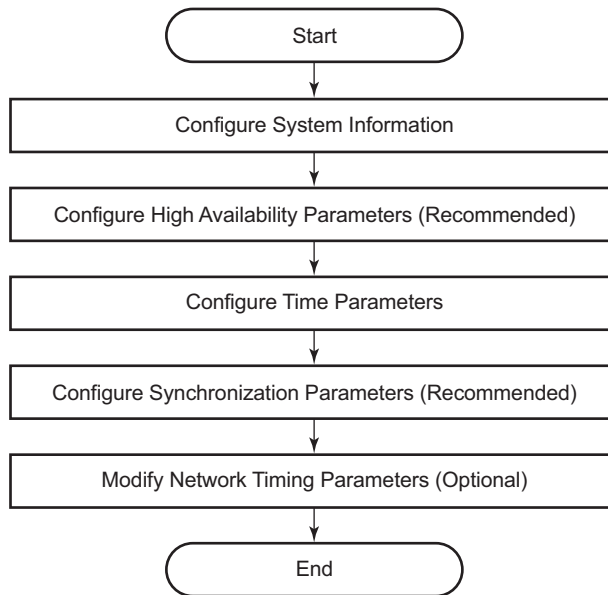 Start
Configure System Information
Configure High Availability Parameters (Recommended)
Configure Time Parameters
Configure Synchronization Parameters (Recommended)
Modify Network Timing Parameters (Optional)
End